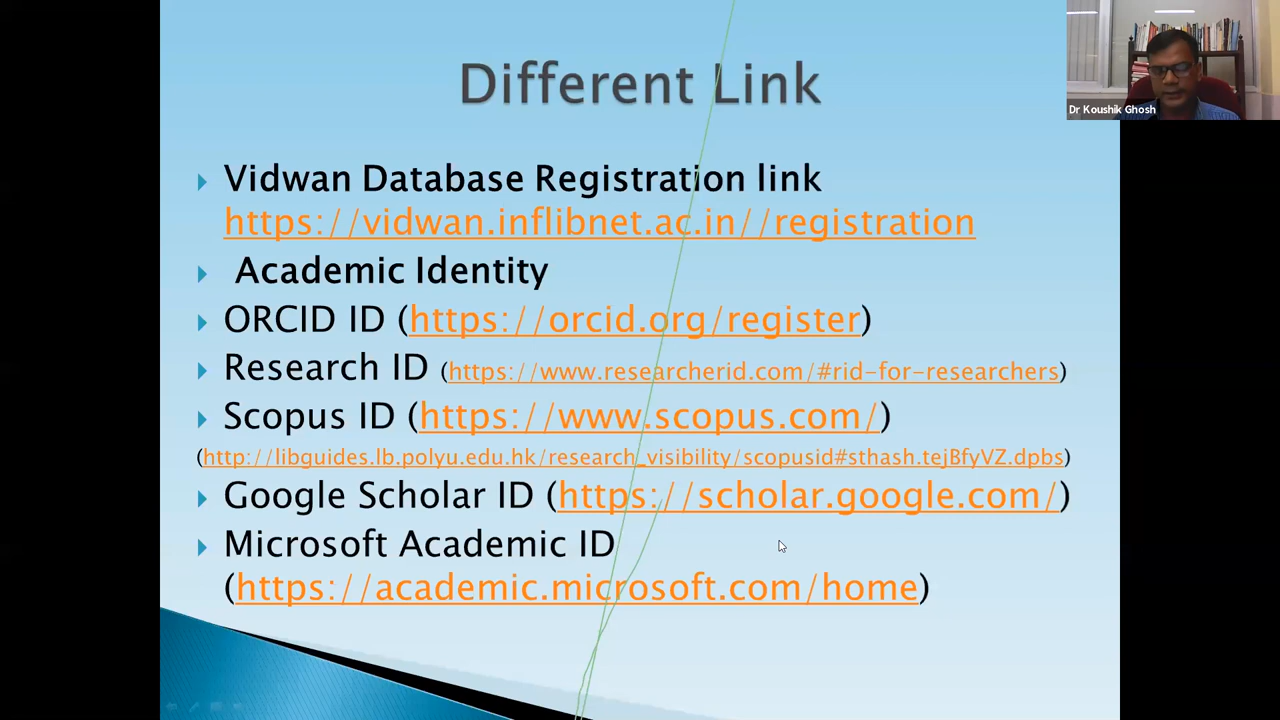 Different Link
Dr Koushik Ghosh
Vidwan Database Registration link
https://vidwan.inflibnet.ac.in//registration
Academic Identity
ORCID ID (https://orcid.org/register)
Research ID (https://www.researcherid.com/#rid-for-researchers)
Scopus ID (https://www.scopus.com/)
(http://libguides.lb.polyu.edu.hk/research_visibility/scopusid#sthash.tejBfyVZ.dpbs)
Google Scholar ID (https://scholar.google.com/)
Microsoft Academic ID
(https://academic.microsoft.com/home)